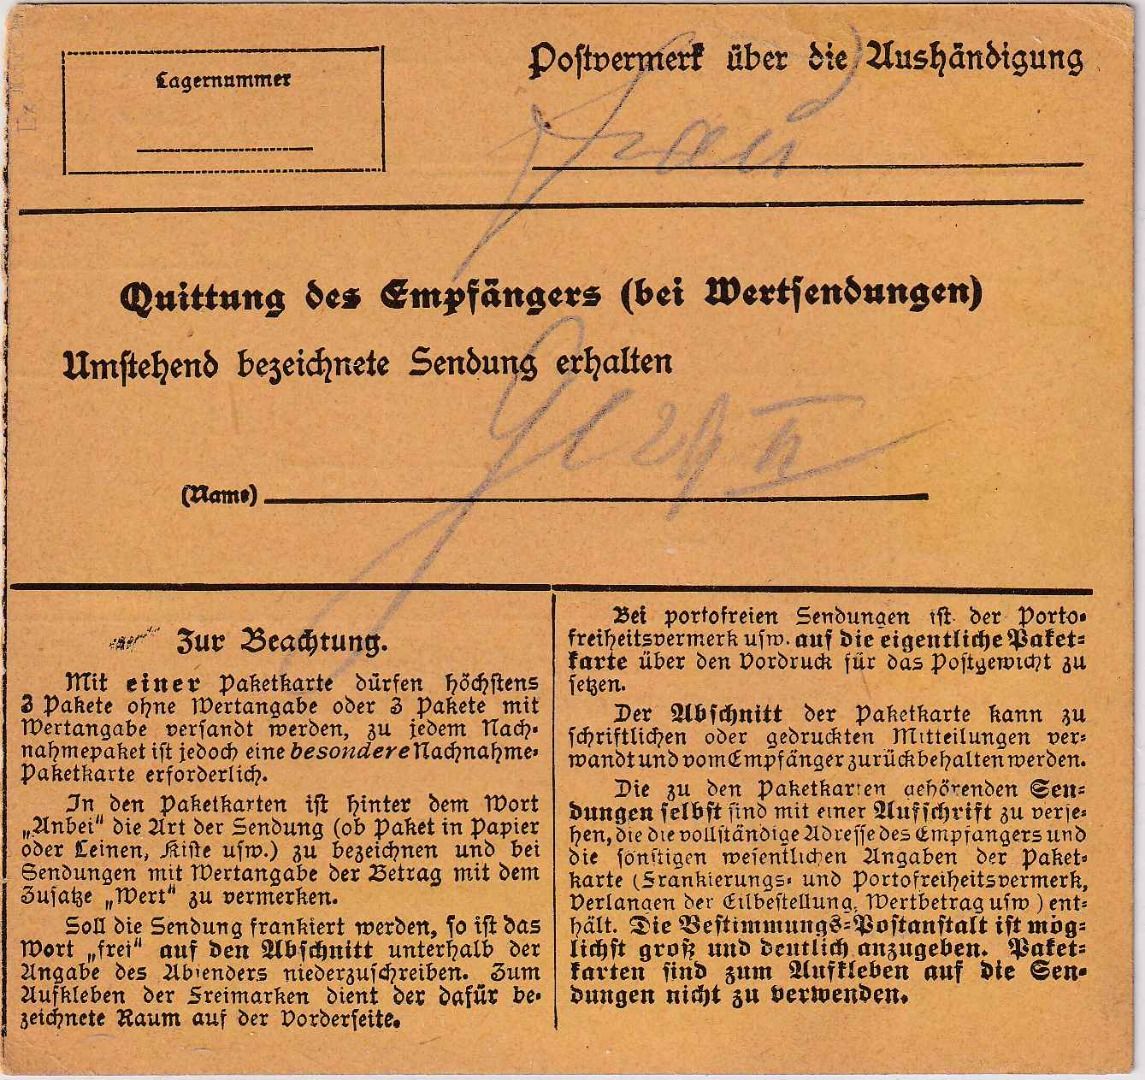 Lagernummer
Postvermerk über die Aushändigung
Frau
Quittung des Empfängers (bei Wertsendungen)
Umstehend bezeichnete Sendung erhalten
(Name)
Zur Beachtung.
Mit einer Paketkarte dürfen höchstens
3 Pakete ohne Wertangabe oder 3 Pakete mit
Wertangabe versandt werden, zu jedem Nach-
nahmepaket ist jedoch eine besondere Nachnahme-
Paketkarte erforderlich.
In den Paketkarten ist hinter dem Wort
„Anbei" die Art der Sendung (ob Paket in Papier
oder Leinen, Kiste usw.) zu bezeichnen und bei
Sendungen mit Wertangabe der Betrag mit dem
Zusatze „Wert" zu vermerken.
Soll die Sendung frankiert werden, so ist das
Wort „frei" auf den Abschnitt unterhalb der
Angabe des Absenders niederzuschreiben. Zum
Aufkleben der Freimarken dient der dafür be-
zeichnete Raum auf der Vorderseite.
Bei portofreien Sendungen ist der Porto-
freiheitsvermerk usw. auf die eigentliche Paket-
karte über den Vordruck für das Postgewicht zu
setzen.
Der Abschnitt der Paketkarte kann zu
schriftlichen oder gedruckten Mitteilungen ver-
wandt und vom Empfänger zurückbehalten werden.
Die zu den Paketkarten gehörenden Sen-
dungen selbst sind mit einer Aufschrift zu verse-
hen, die die vollständige Adresse des Empfangers und
die sonstigen wesentlichen Angaben der Paket-
karte (Frankierungs- und Portofreiheitsvermerk,
Verlangen der Eilbestellung, Wertbetrag usw) ent-
hält. Die Bestimmungs-Postanstalt ist mög-
lichst groß und deutlich anzugeben. Paket-
karten sind zum Aufkleben auf die Sen-
dungen nicht zu verwenden.